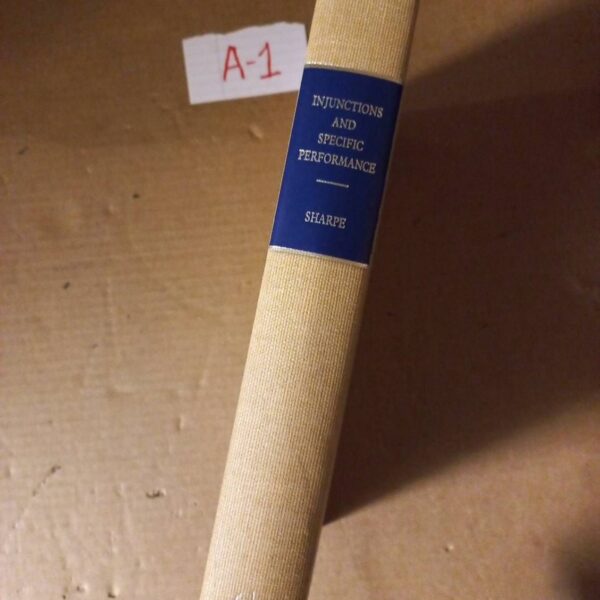 A-1
INJUNCTIONS
AND
SPECIFIC
PERFORMANCE
SHARPE